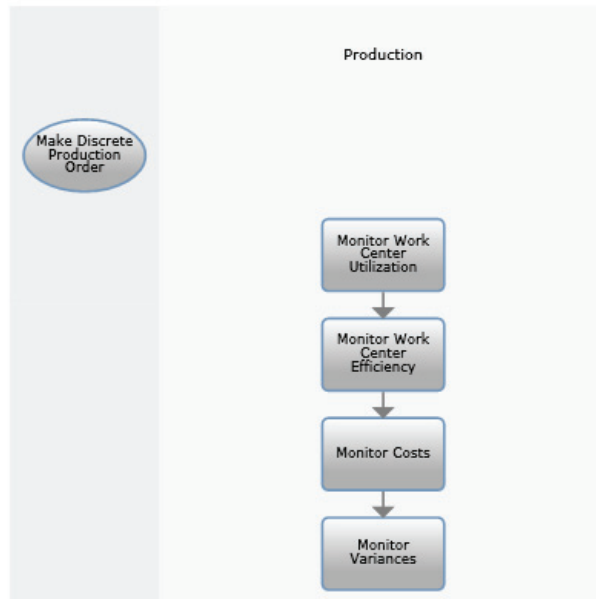 Production
Make Discrete
Production
Order
Monitor Work
Center
Utilization
Monitor Work
Center
Efficiency
Monitor Costs
Monitor
Variances